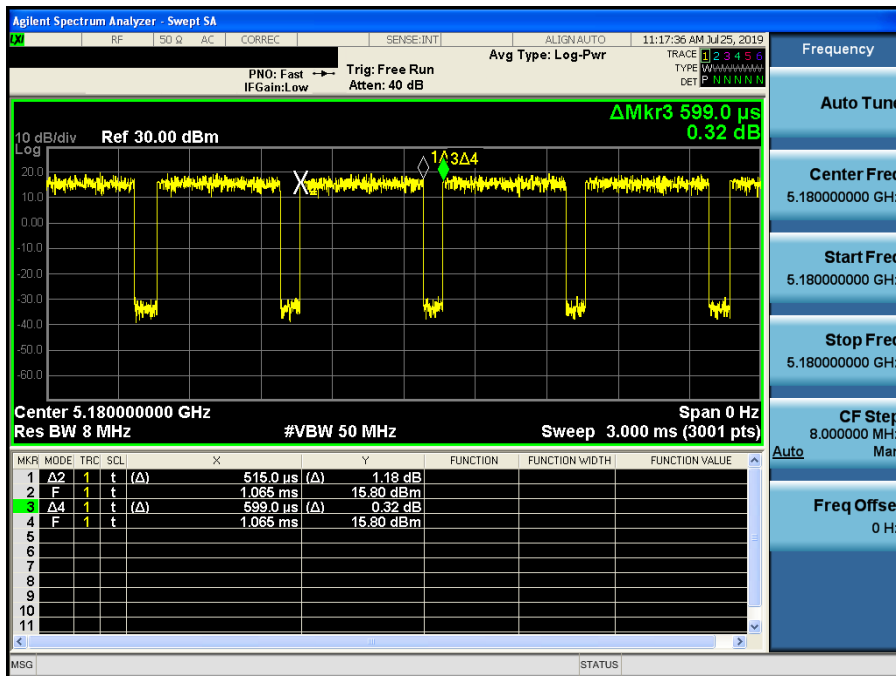 Agilent Spectrum Analyzer - Swept SA
LXI RF 50 Ω AC CORREC SENSE:INT ALIGN AUTO 11:17:36 AM Jul 25, 2019
Frequency
PNO: Fast
IFGain:Low
Trig: Free Run
Atten: 40 dB
Avg Type: Log-Pwr
TRACE 1 2 3 4 5 6
TYPE WWWWWW
DET P N N N N N
Auto Tune
ΔMkr3 599.0 µs
0.32 dB
10 dB/div Ref 30.00 dBm
Log
1Δ2 3Δ4
20.0
10.0
0.00
-10.0
-20.0
-30.0
-40.0
-50.0
-60.0
Center Freq
5.180000000 GHz
Start Freq
5.180000000 GHz
Stop Freq
5.180000000 GHz
CF Step
8.000000 MHz
Auto Man
Freq Offset
0 Hz
Center 5.180000000 GHz Span 0 Hz
Res BW 8 MHz #VBW 50 MHz Sweep 3.000 ms (3001 pts)
MKR MODE TRC SCL X Y FUNCTION FUNCTION WIDTH FUNCTION VALUE
1 Δ2 1 t (Δ) 515.0 µs (Δ) 1.18 dB
2 F 1 t 1.065 ms 15.80 dBm
3 Δ4 1 t (Δ) 599.0 µs (Δ) 0.32 dB
4 F 1 t 1.065 ms 15.80 dBm
5
6
7
8
9
10
11
MSG STATUS